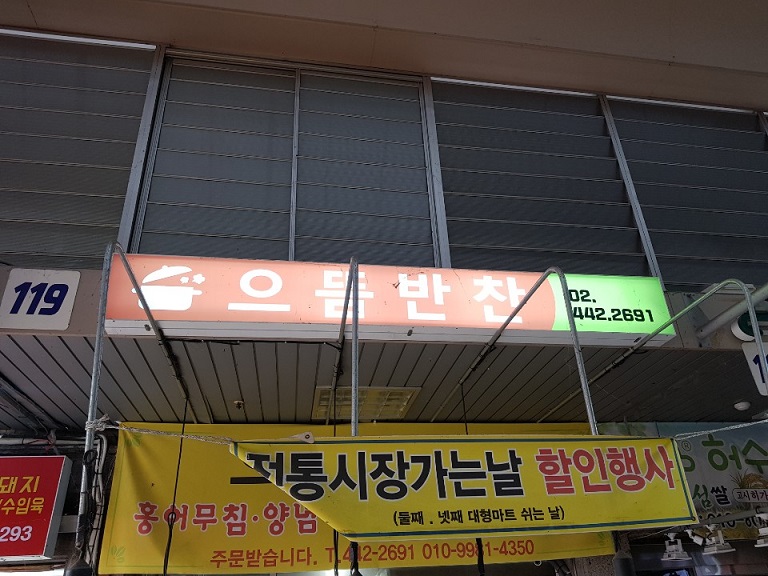 119
으뜸반찬
02.
442.2691
전통시장가는날 할인행사
(둘째 . 넷째 대형마트 쉬는 날)
홍어무침·양념
주문받습니다. T.442-2691 010-9981-4350
돼지
수입육
293
허수
심쌀